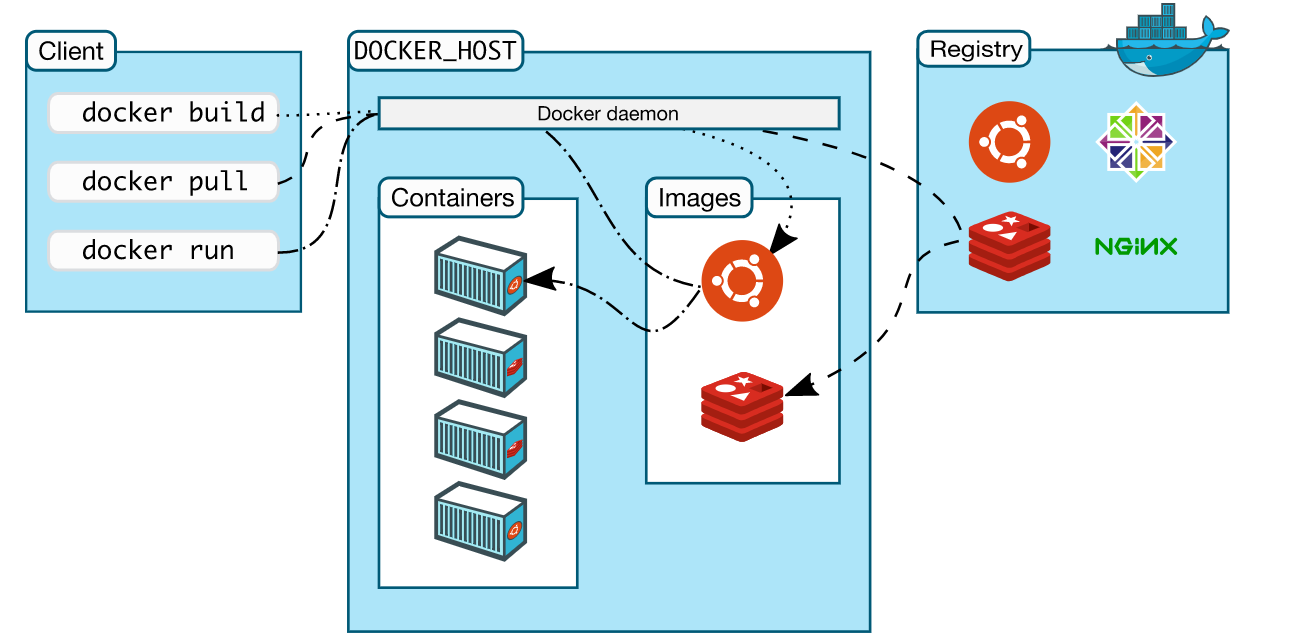 Client
docker build
docker pull
docker run
DOCKER_HOST
Docker daemon
Containers
Images
Registry
NGINX